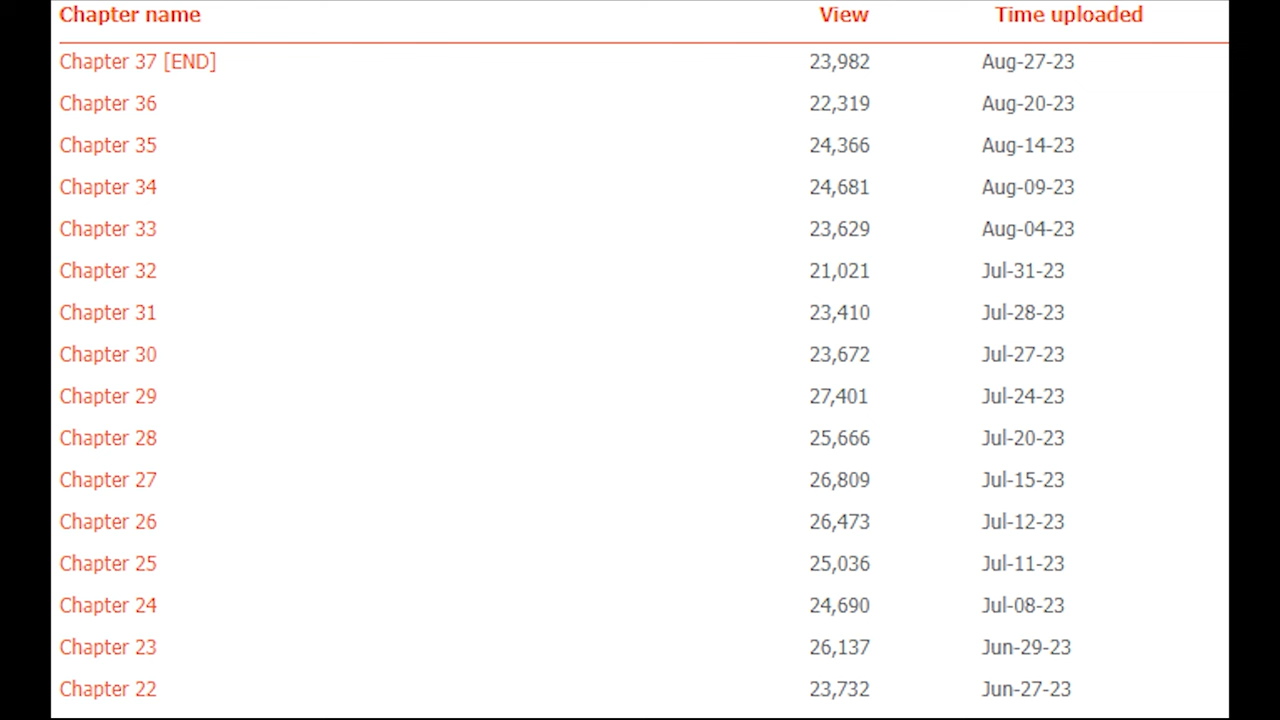 Chapter name View Time uploaded
Chapter 37 [END] 23,982 Aug-27-23
Chapter 36 22,319 Aug-20-23
Chapter 35 24,366 Aug-14-23
Chapter 34 24,681 Aug-09-23
Chapter 33 23,629 Aug-04-23
Chapter 32 21,021 Jul-31-23
Chapter 31 23,410 Jul-28-23
Chapter 30 23,672 Jul-27-23
Chapter 29 27,401 Jul-24-23
Chapter 28 25,666 Jul-20-23
Chapter 27 26,809 Jul-15-23
Chapter 26 26,473 Jul-12-23
Chapter 25 25,036 Jul-11-23
Chapter 24 24,690 Jul-08-23
Chapter 23 26,137 Jun-29-23
Chapter 22 23,732 Jun-27-23